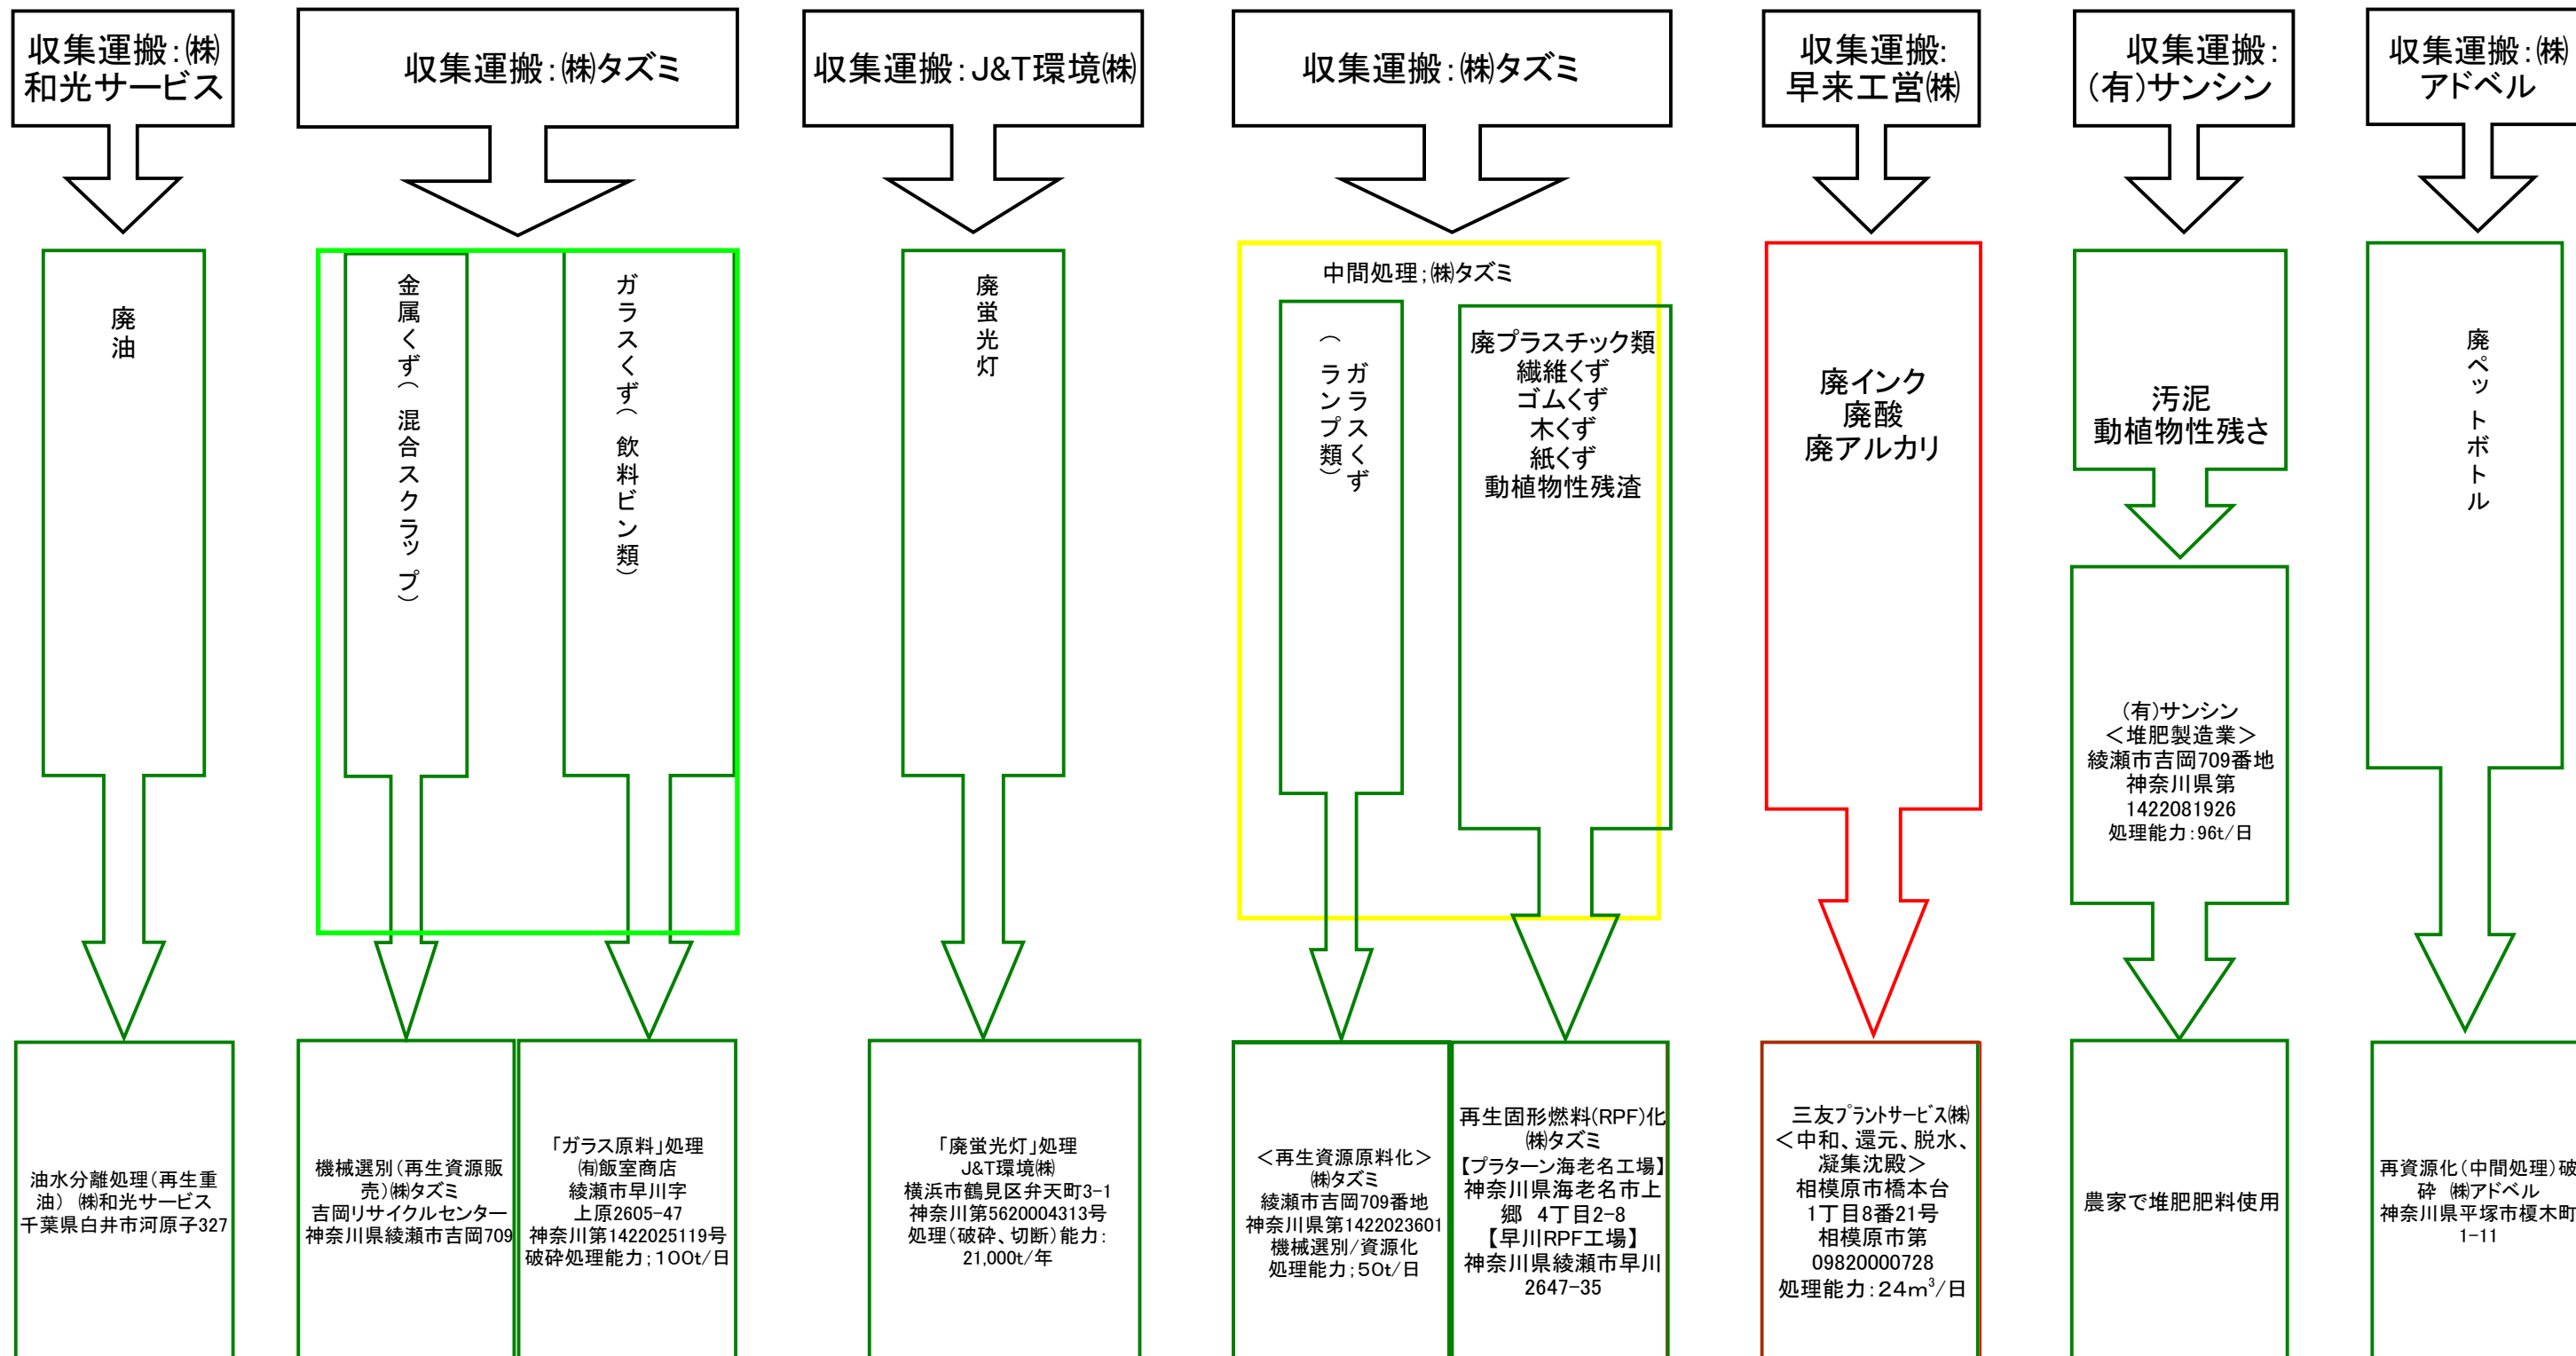 収集運搬:㈱
和光サービス
収集運搬:㈱タズミ
収集運搬:J&T環境㈱
収集運搬:㈱タズミ
収集運搬:
早来工営㈱
収集運搬:
(有)サンシン
収集運搬:㈱
アドベル
廃油
金属くず(混合スクラップ)
ガラスくず(飲料ビン類)
廃蛍光灯
中間処理;㈱タズミ
ガラスくず
(ランプ類)
廃プラスチック類
繊維くず
ゴムくず
木くず
紙くず
動植物性残渣
廃インク
廃酸
廃アルカリ
汚泥
動植物性残さ
(有)サンシン
<堆肥製造業>
綾瀬市吉岡709番地
神奈川県第
1422081926
処理能力:96t/日
廃ペットボトル
油水分離処理(再生重
油) ㈱和光サービス
千葉県白井市河原子327
機械選別(再生資源販
売)㈱タズミ
吉岡リサイクルセンター
神奈川県綾瀬市吉岡709
「ガラス原料」処理
㈲飯室商店
綾瀬市早川字
上原2605-47
神奈川第1422025119号
破砕処理能力;100t/日
「廃蛍光灯」処理
J&T環境㈱
横浜市鶴見区弁天町3-1
神奈川第5620004313号
処理(破砕、切断)能力:
21,000t/年
<再生資源原料化>
㈱タズミ
綾瀬市吉岡709番地
神奈川県第1422023601
機械選別/資源化
処理能力;50t/日
再生固形燃料(RPF)化
㈱タズミ
【プラターン海老名工場】
神奈川県海老名市上
郷 4丁目2-8
【早川RPF工場】
神奈川県綾瀬市早川
2647-35
三友プラントサービス㈱
<中和、還元、脱水、
凝集沈殿>
相模原市橋本台
1丁目8番21号
相模原市第
09820000728
処理能力:24m³/日
農家で堆肥肥料使用
再資源化(中間処理)破
砕 ㈱アドベル
神奈川県平塚市榎木町
1-11